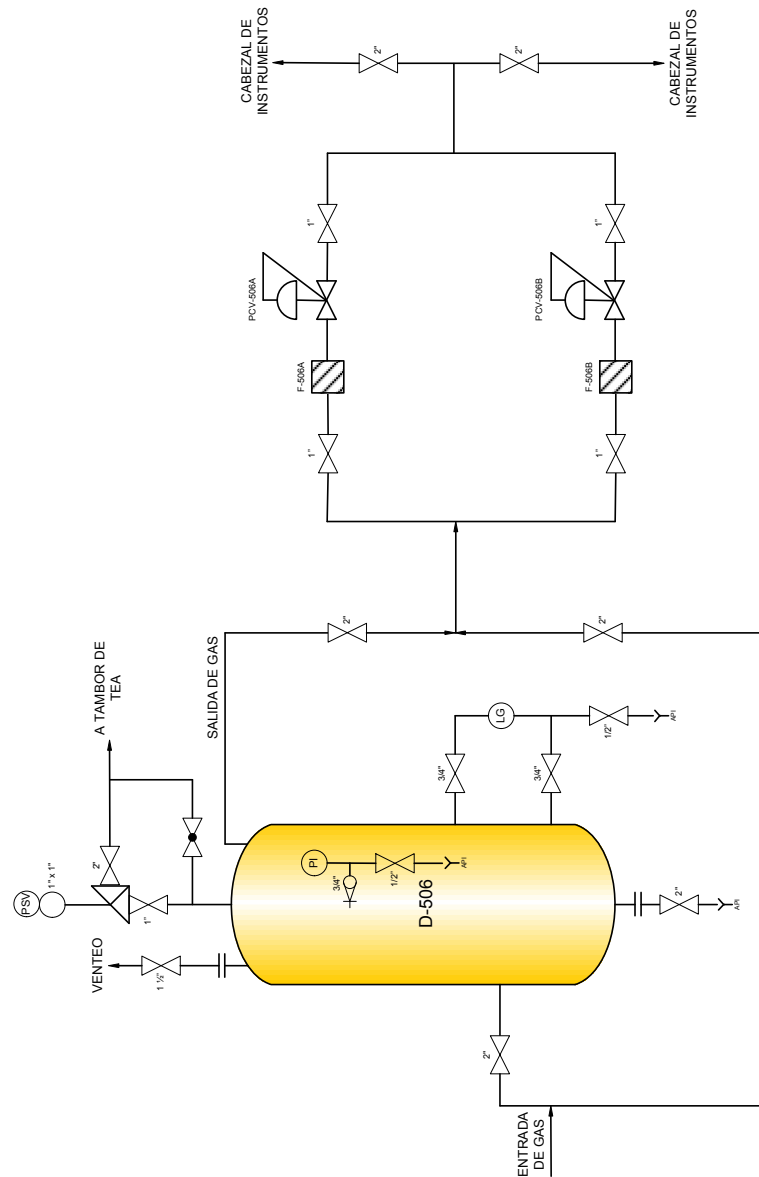 CABEZAL DE
INSTRUMENTOS
2"
2"
CABEZAL DE
INSTRUMENTOS
1"
1"
PCV-506A
PCV-506B
F-506A
F-506B
1"
1"
A TAMBOR DE
TEA
SALIDA DE GAS
2"
2"
PSV
1" x 1"
2"
1"
VENTEO
1 ½"
LG
3/4"
3/4"
1/2"
API
PI
3/4"
1/2"
API
D-506
2"
API
2"
ENTRADA
DE GAS